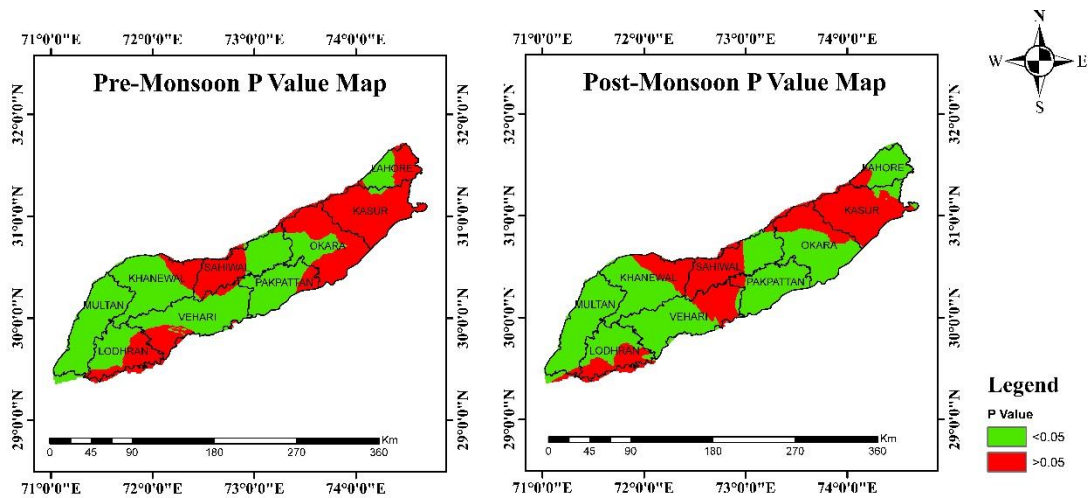 71°0'0"E 72°0'0"E 73°0'0"E 74°0'0"E
Pre-Monsoon P Value Map
32°0'0"N
31°0'0"N
30°0'0"N
29°0'0"N
LAHORE
KASUR
OKARA
SAHIWAL
KHANEWAL
PAKPATTAN
MULTAN
VEHARI
LODHRAN
Km
0 45 90 180 270 360
71°0'0"E 72°0'0"E 73°0'0"E 74°0'0"E
32°0'0"N
31°0'0"N
30°0'0"N
29°0'0"N
71°0'0"E 72°0'0"E 73°0'0"E 74°0'0"E
Post-Monsoon P Value Map
32°0'0"N
31°0'0"N
30°0'0"N
29°0'0"N
LAHORE
KASUR
OKARA
SAHIWAL
KHANEWAL
PAKPATTAN
MULTAN
VEHARI
LODHRAN
Km
0 45 90 180 270 360
71°0'0"E 72°0'0"E 73°0'0"E 74°0'0"E
N
W E
S
Legend
P Value
<0.05
>0.05